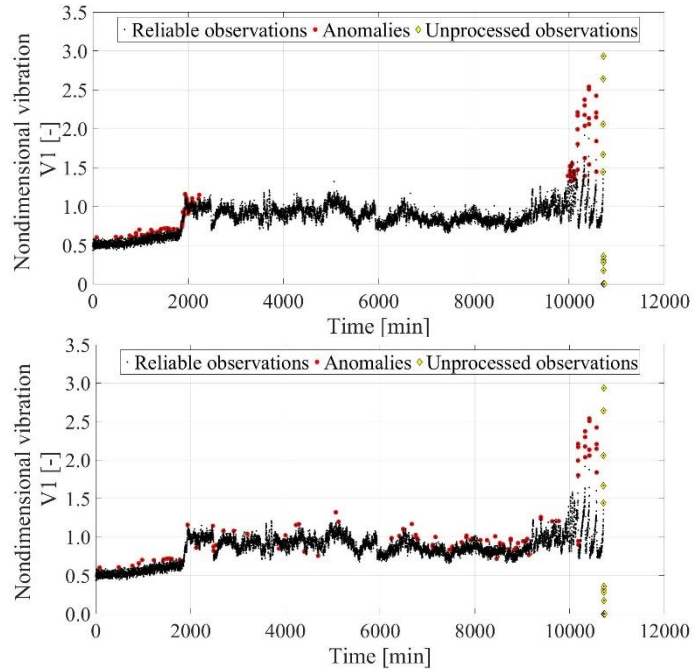 3.5
Reliable observations Anomalies Unprocessed observations
3.0
2.5
2.0
1.5
1.0
0.5
0
Nondimensional vibration
V1 [-]
0 2000 4000 6000 8000 10000 12000
Time [min]
3.5
Reliable observations Anomalies Unprocessed observations
3.0
2.5
2.0
1.5
1.0
0.5
0.0
Nondimensional vibration
V1 [-]
0 2000 4000 6000 8000 10000 12000
Time [min]